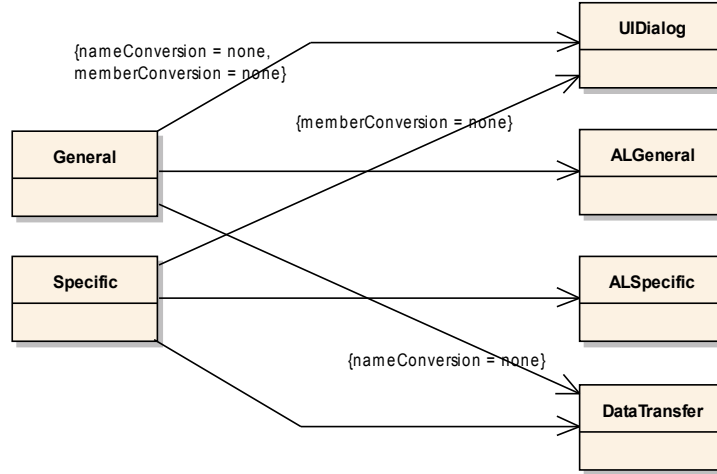 UIDialog
{nameConversion = none,
memberConversion = none}
{memberConversion = none}
General
ALGeneral
Specific
ALSpecific
{nameConversion = none}
DataTransfer